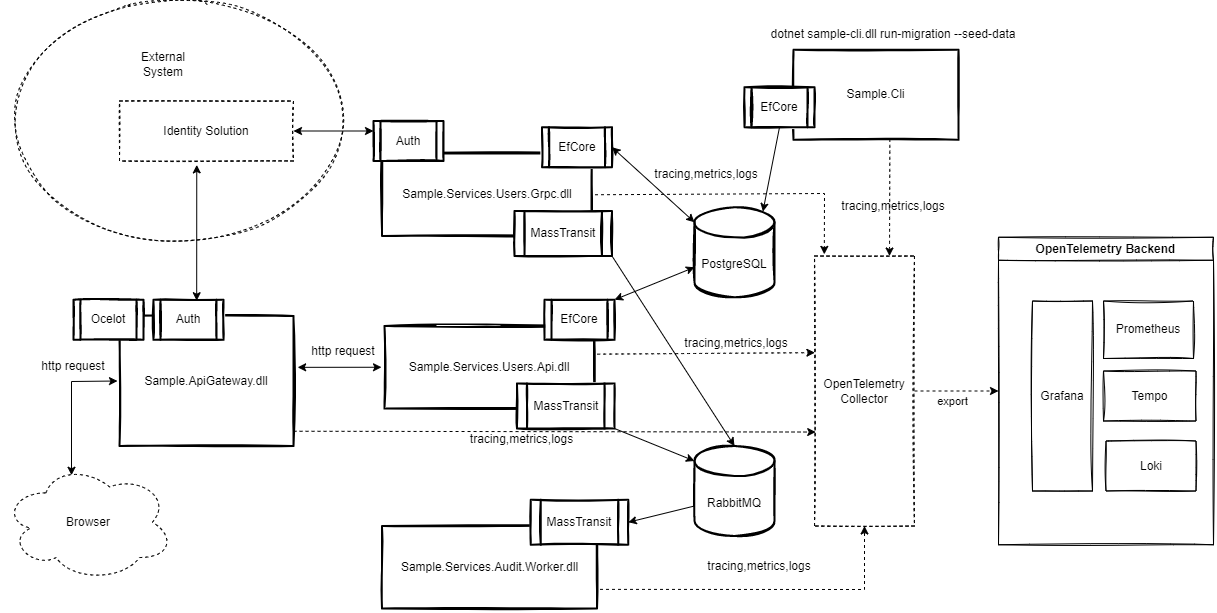 dotnet sample-cli.dll run-migration --seed-data
External
System
Identity Solution
Auth
EfCore
Sample.Services.Users.Grpc.dll
MassTransit
EfCore
Sample.Cli
tracing,metrics,logs
tracing,metrics,logs
PostgreSQL
OpenTelemetry Backend
Ocelot
Auth
Sample.ApiGateway.dll
http request
http request
EfCore
Sample.Services.Users.Api.dll
MassTransit
tracing,metrics,logs
tracing,metrics,logs
OpenTelemetry
Collector
export
Grafana
Prometheus
Tempo
Loki
Browser
RabbitMQ
MassTransit
Sample.Services.Audit.Worker.dll
tracing,metrics,logs